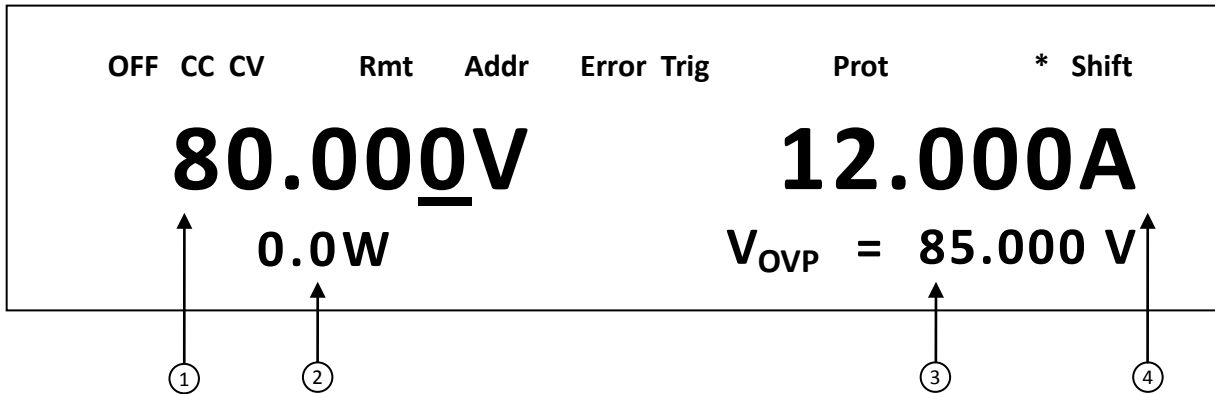 OFF CC CV Rmt Addr Error Trig Prot * Shift
80.000V 12.000A
0.0W VOVP = 85.000 V
1 2 3 4